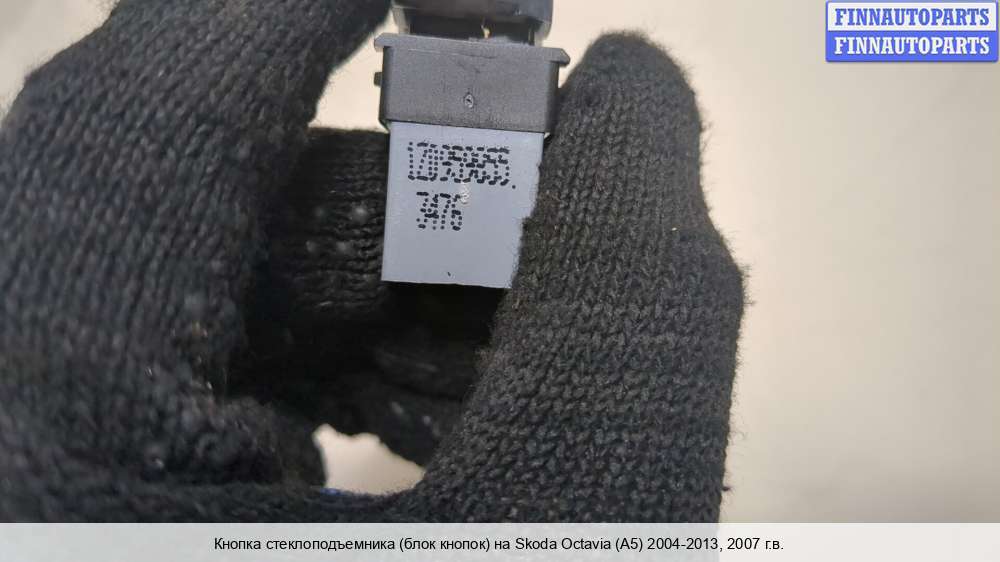 FINNAUTOPARTS
FINNAUTOPARTS
1Z0959855.
3476
Кнопка стеклоподъемника (блок кнопок) на Skoda Octavia (A5) 2004-2013, 2007 г.в.